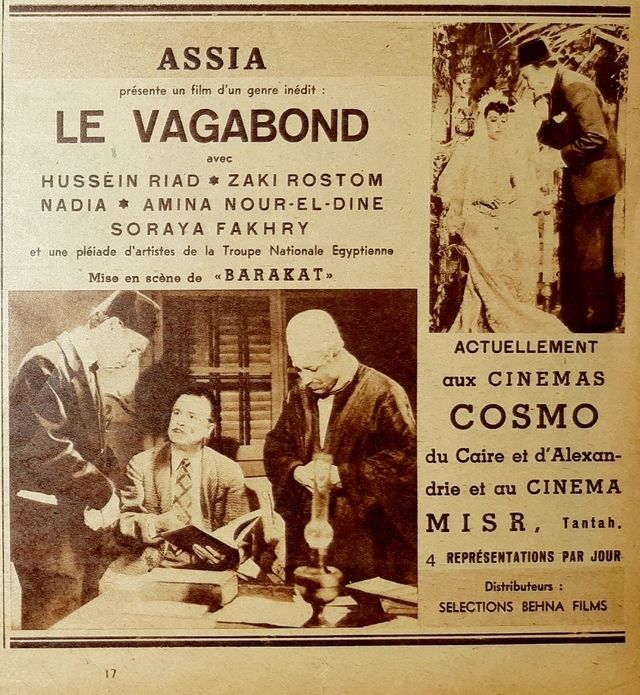 ASSIA
présente un film d'un genre inédit :
LE VAGABOND
avec
HUSSEIN RIAD * ZAKI ROSTOM
NADIA * AMINA NOUR-EL-DINE
SORAYA FAKHRY
et une pléiade d'artistes de la Troupe Nationale Egyptienne
Mise en scène de «BARAKAT»
ACTUELLEMENT
aux CINEMAS
COSMO
du Caire et d'Alexan-
drie et au CINEMA
MISR, Tantah.
4 REPRÉSENTATIONS PAR JOUR
Distributeurs :
SELECTIONS BEHNA FILMS
17